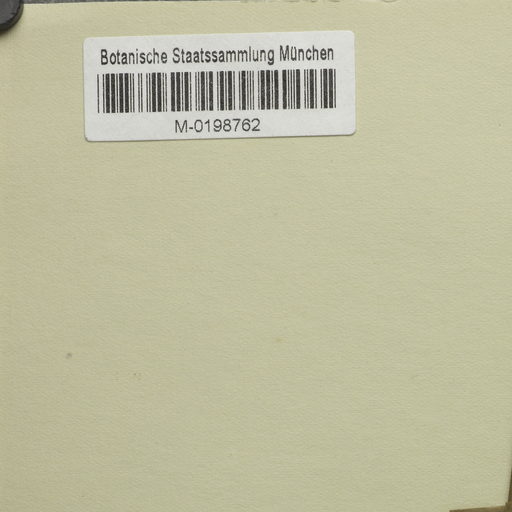 Botanische Staatssammlung München
M-0198762